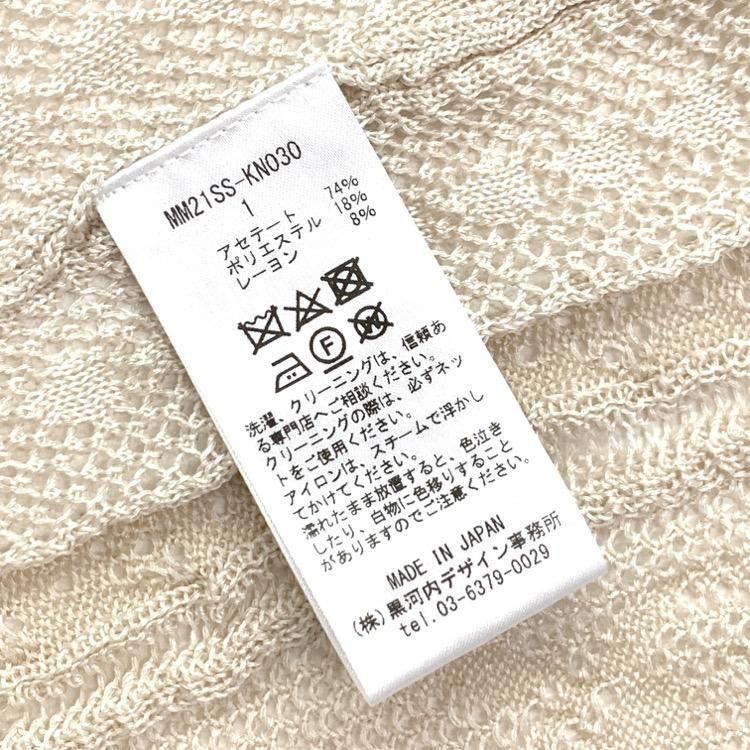 MM21SS-KN030
1
アセテート 74%
ポリエステル 18%
レーヨン 8%
F
W
洗濯、クリーニングは、信頼あ
る専門店へご相談ください。
クリーニングの際は、必ずネッ
トをご使用ください。
アイロンは、スチームで浮かし
てかけてください。
濡れたまま放置すると、色泣き
したり、白物に色移りすること
がありますのでご注意ください。
MADE IN JAPAN
(株)黒河内デザイン事務所
tel. 03-6379-0029